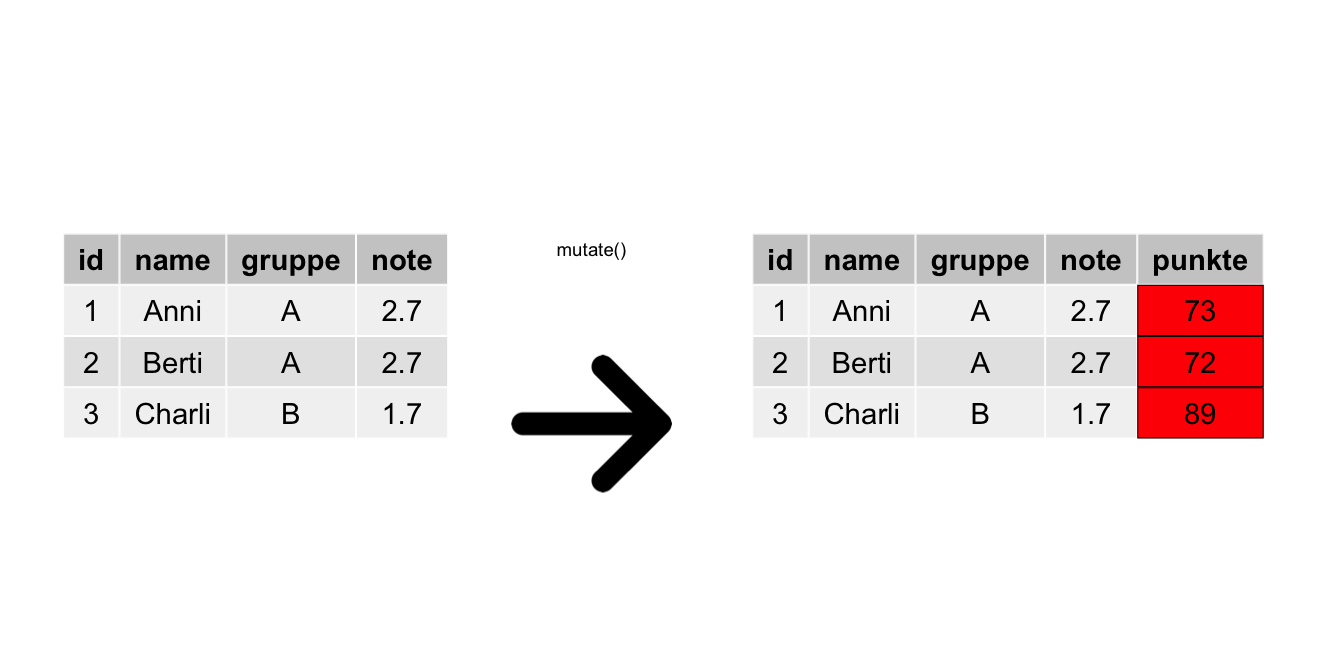 id name gruppe note
1 Anni A 2.7
2 Berti A 2.7
3 Charli B 1.7
mutate()
id name gruppe note punkte
1 Anni A 2.7 73
2 Berti A 2.7 72
3 Charli B 1.7 89